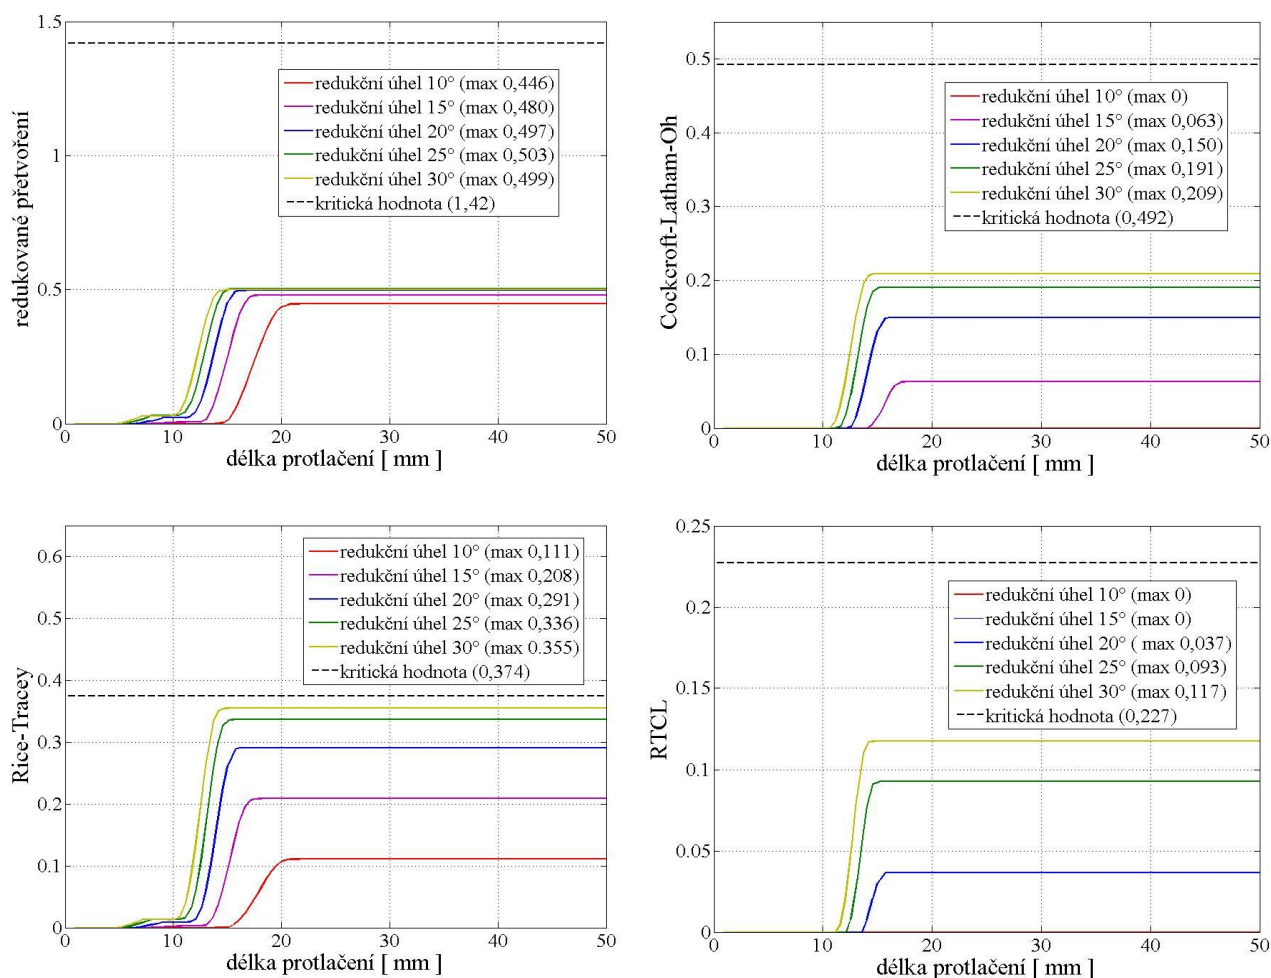 1.5
1
0.5
0
0 10 20 30 40 50
redukované přetvoření
délka protlačení [ mm ]
redukční úhel 10° (max 0,446)
redukční úhel 15° (max 0,480)
redukční úhel 20° (max 0,497)
redukční úhel 25° (max 0,503)
redukční úhel 30° (max 0,499)
kritická hodnota (1,42)
0.5
0.4
0.3
0.2
0.1
0
0 10 20 30 40 50
Cockcroft-Latham-Oh
délka protlačení [ mm ]
redukční úhel 10° (max 0)
redukční úhel 15° (max 0,063)
redukční úhel 20° (max 0,150)
redukční úhel 25° (max 0,191)
redukční úhel 30° (max 0,209)
kritická hodnota (0,492)
0.6
0.5
0.4
0.3
0.2
0.1
0
0 10 20 30 40 50
Rice-Tracey
délka protlačení [ mm ]
redukční úhel 10° (max 0,111)
redukční úhel 15° (max 0,208)
redukční úhel 20° (max 0,291)
redukční úhel 25° (max 0,336)
redukční úhel 30° (max 0.355)
kritická hodnota (0,374)
0.25
0.2
0.15
0.1
0.05
0
0 10 20 30 40 50
RTCL
délka protlačení [ mm ]
redukční úhel 10° (max 0)
redukční úhel 15° (max 0)
redukční úhel 20° ( max 0,037)
redukční úhel 25° (max 0,093)
redukční úhel 30° (max 0,117)
kritická hodnota (0,227)